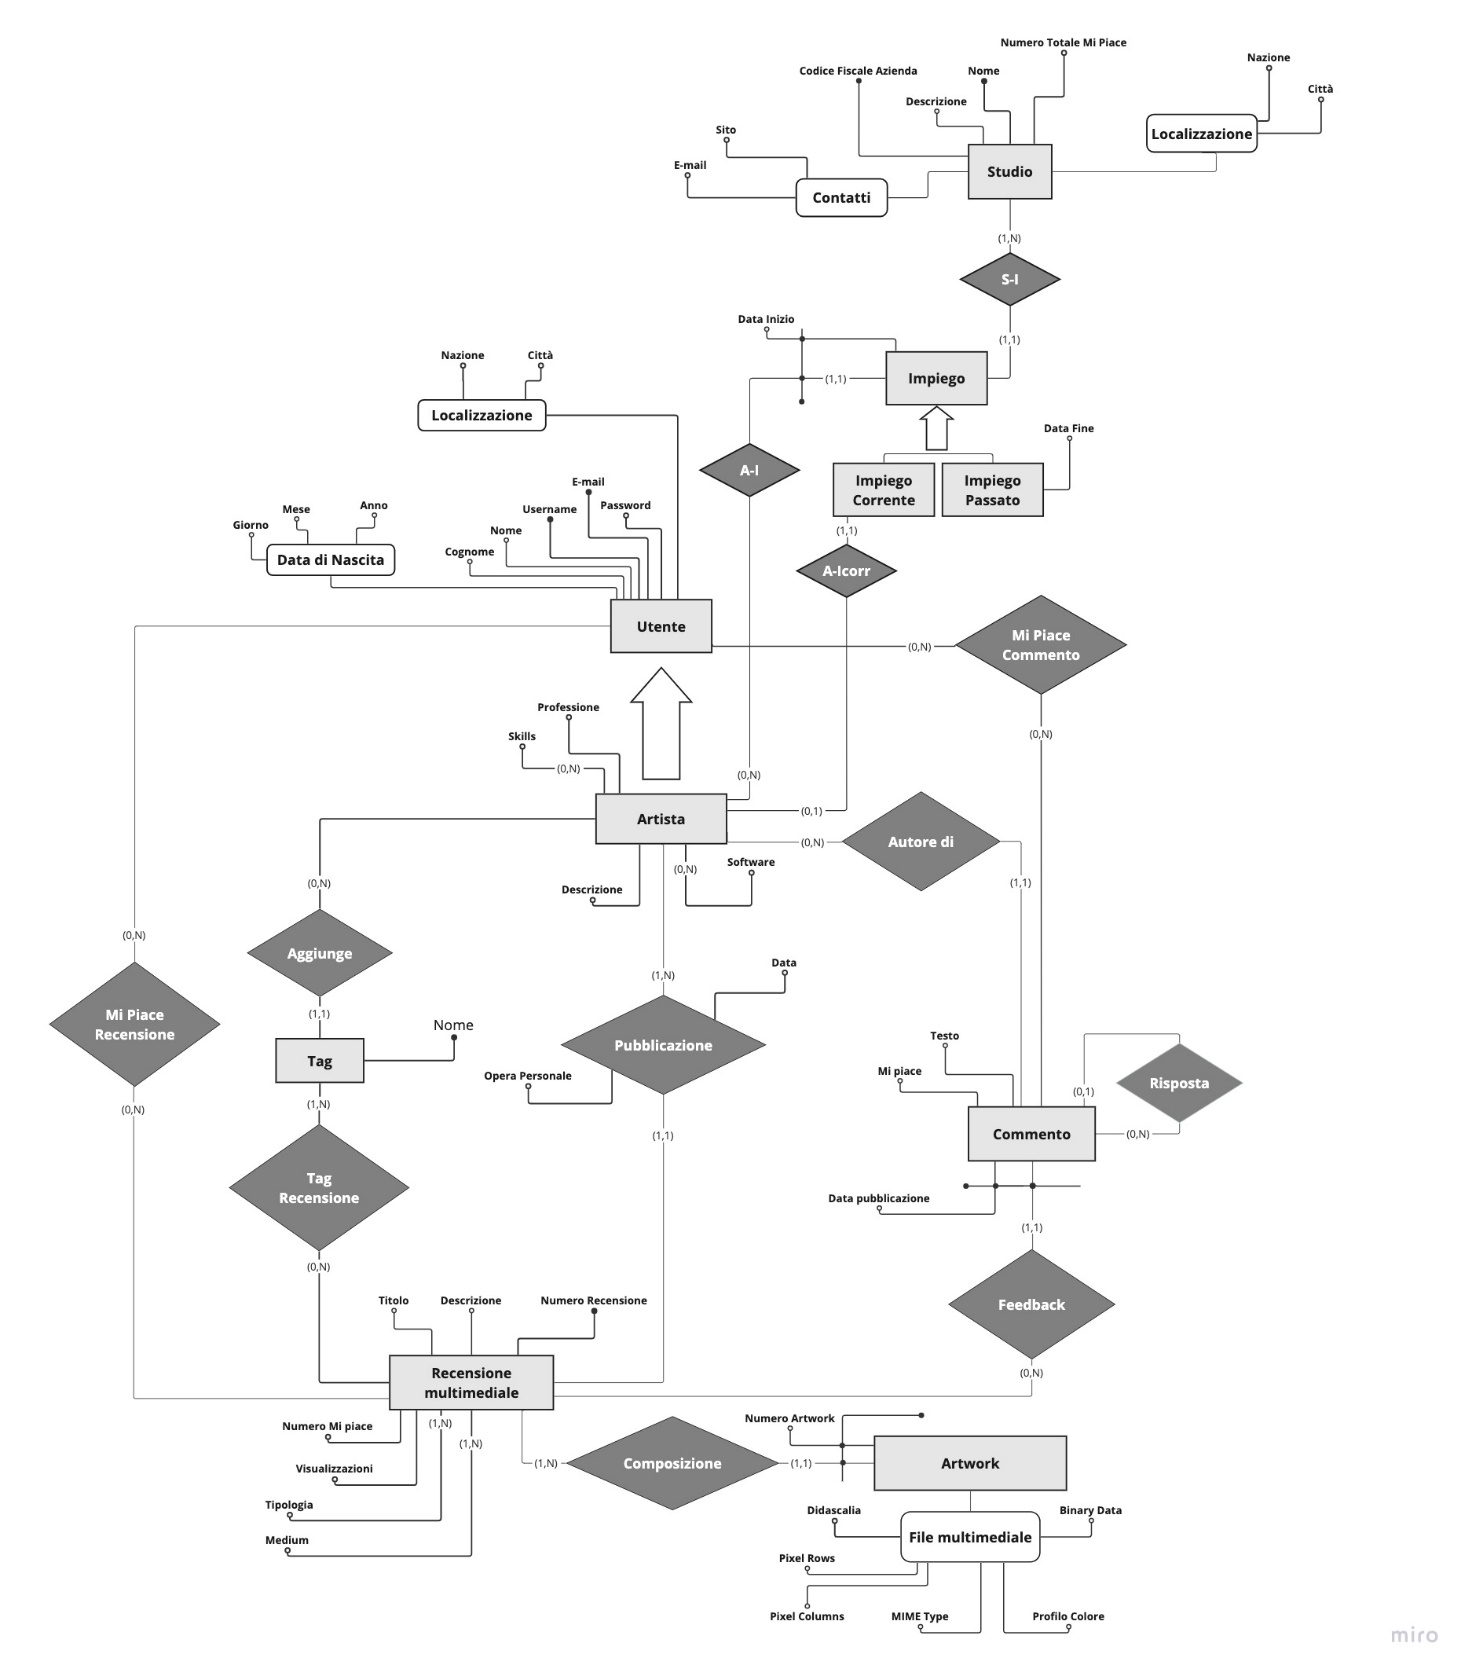 Numero Totale Mi Piace
Codice Fiscale Azienda
Nome
Nazione
Descrizione
Città
Sito
Localizzazione
E-mail
Studio
Contatti
(1,N)
S-I
Data Inizio
(1,1)
Nazione
Città
(1,1)
Impiego
Localizzazione
Data Fine
A-I
Impiego
Corrente
Impiego
Passato
E-mail
Password
Username
Mese
Anno
Giorno
Nome
Cognome
(1,1)
Data di Nascita
A-Icorr
Utente
(0,N)
Mi Piace
Commento
Professione
Skills
(0,N)
(0,N)
(0,N)
Artista
(0,1)
(0,N)
Autore di
(0,N)
Software
Descrizione
(0,N)
(1,1)
(0,N)
Aggiunge
(1,N)
Data
Mi Piace
Recensione
(1,1)
Nome
Pubblicazione
Testo
Tag
Opera Personale
Mi piace
Risposta
(0,1)
(0,N)
(1,N)
(1,1)
Commento
(0,N)
Tag
Recensione
Data pubblicazione
(1,1)
(0,N)
Titolo
Descrizione
Numero Recensione
Feedback
Recensione
multimediale
(0,N)
Numero Mi piace
(1,N)
(1,N)
Numero Artwork
Visualizzazioni
(1,N)
Composizione
(1,1)
Artwork
Tipologia
Didascalia
Binary Data
Medium
File multimediale
Pixel Rows
Pixel Columns
MIME Type
Profilo Colore
miro